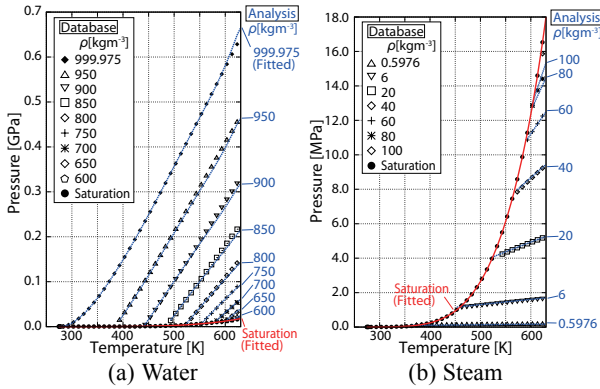 Database
ρ[kgm⁻³]
999.975
950
900
850
800
750
700
650
600
Saturation
Analysis
ρ[kgm⁻³]
999.975
(Fitted)
950
900
850
800
750
700
650
600
Saturation
(Fitted)
Pressure [GPa]
0.7
0.6
0.5
0.4
0.3
0.2
0.1
0.0
300 400 500 600
Temperature [K]
(a) Water
Database
ρ[kgm⁻³]
0.5976
6
20
40
60
80
100
Saturation
Analysis
ρ[kgm⁻³]
100
80
60
40
20
6
0.5976
Saturation
(Fitted)
Pressure [MPa]
18.0
16.0
14.0
12.0
10.0
8.0
6.0
4.0
2.0
0.0
300 400 500 600
Temperature [K]
(b) Steam